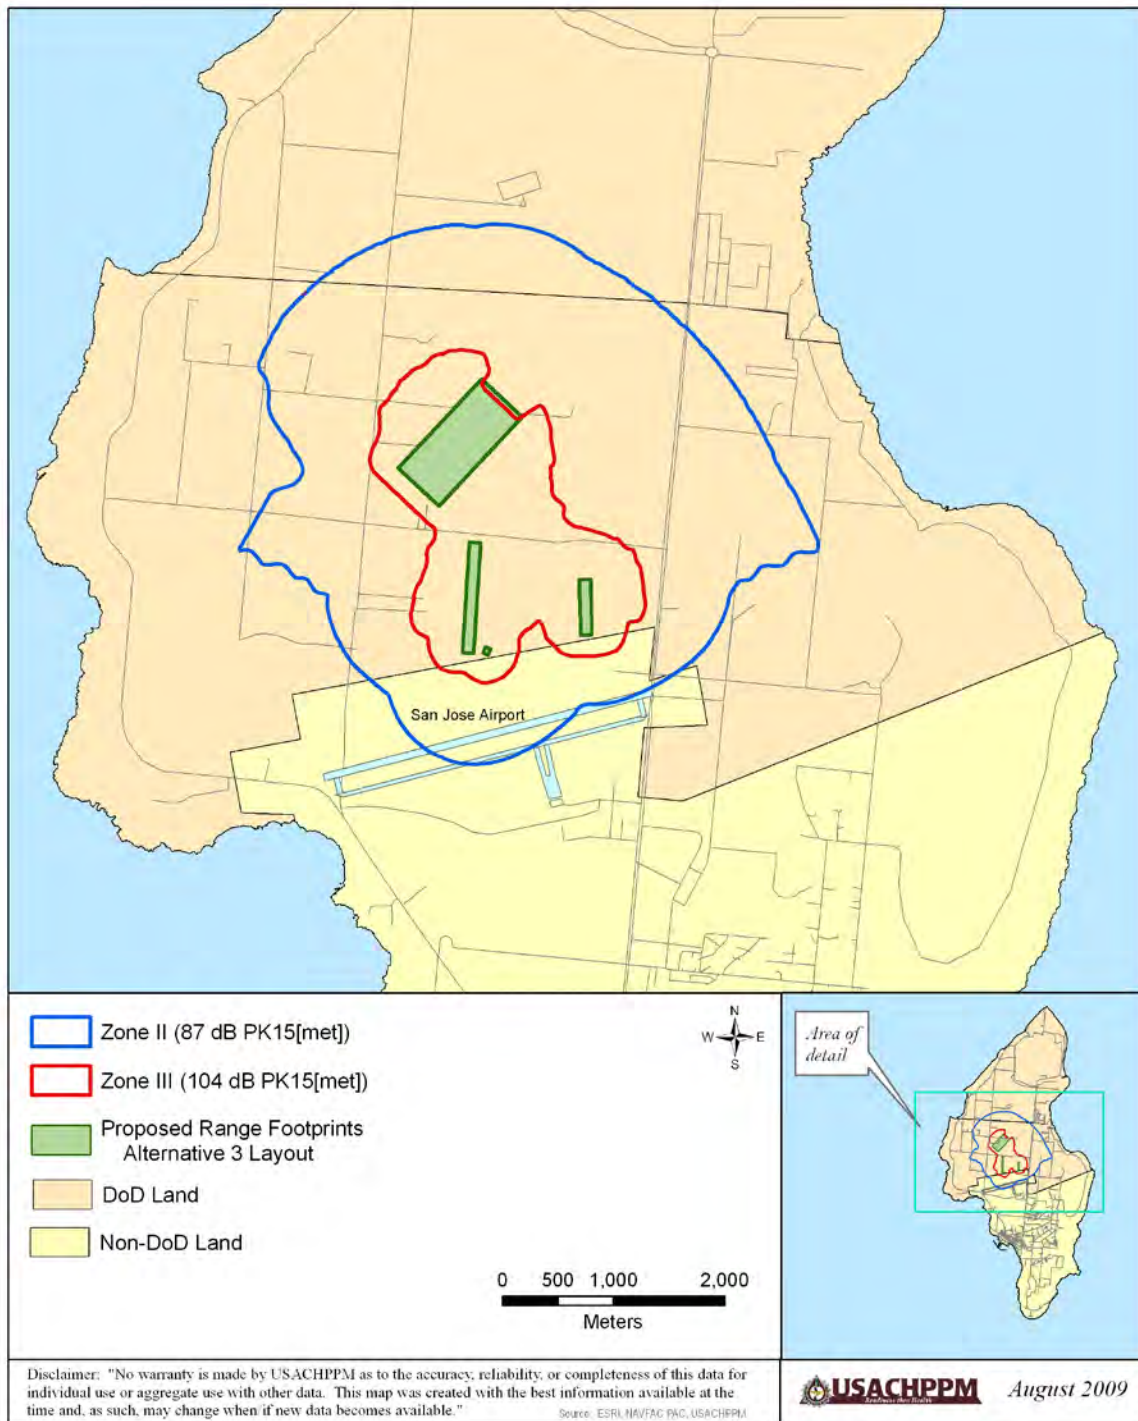 San Jose Airport
Zone II (87 dB PK15[met])
Zone III (104 dB PK15[met])
Proposed Range Footprints
Alternative 3 Layout
DoD Land
Non-DoD Land
N
W E
S
0 500 1,000 2,000
Meters
Area of
detail
Disclaimer: "No warranty is made by USACHPPM as to the accuracy, reliability, or completeness of this data for
individual use or aggregate use with other data. This map was created with the best information available at the
time and, as such, may change when/if new data becomes available."
Source: ESRI, NAVFAC PAC, USACHPPM
USACHPPM
August 2009